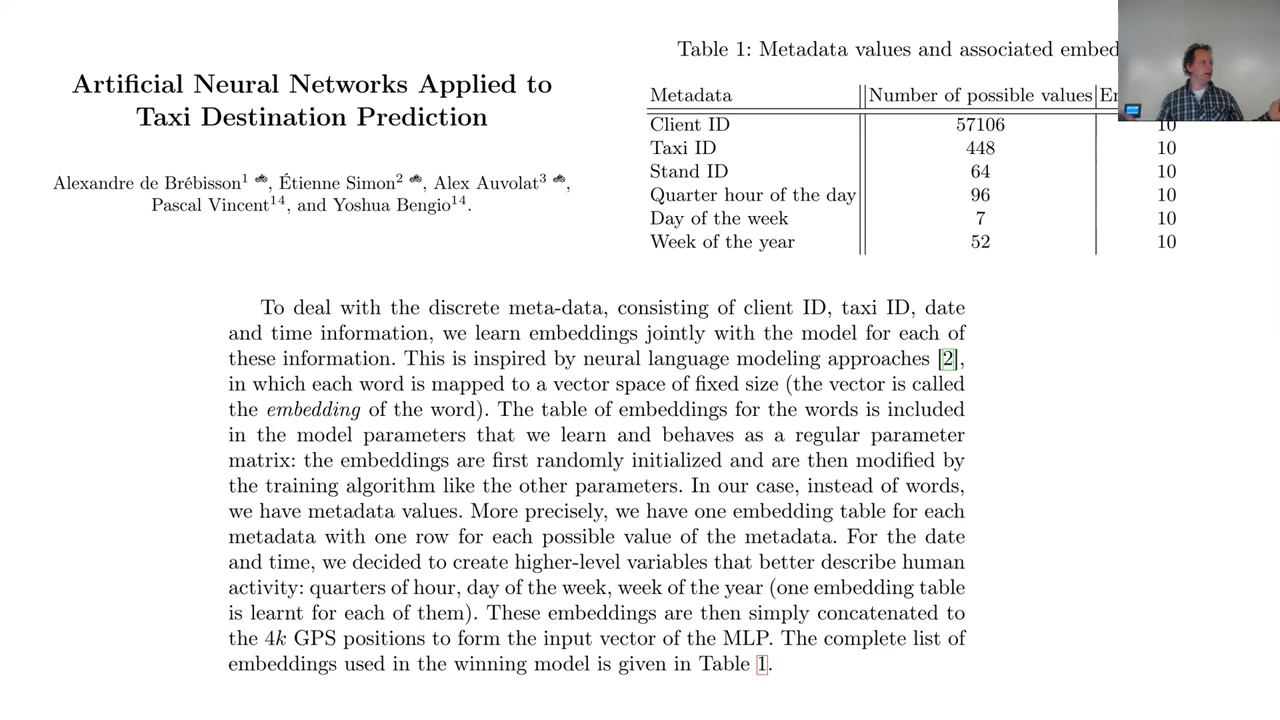 Artificial Neural Networks Applied to
Taxi Destination Prediction
Alexandre de Brébisson1, Étienne Simon2, Alex Auvolat3,
Pascal Vincent14, and Yoshua Bengio14.
Table 1: Metadata values and associated embed
Metadata Number of possible values
Client ID 57106 10
Taxi ID 448 10
Stand ID 64 10
Quarter hour of the day 96 10
Day of the week 7 10
Week of the year 52 10
To deal with the discrete meta-data, consisting of client ID, taxi ID, date
and time information, we learn embeddings jointly with the model for each of
these information. This is inspired by neural language modeling approaches [2],
in which each word is mapped to a vector space of fixed size (the vector is called
the embedding of the word). The table of embeddings for the words is included
in the model parameters that we learn and behaves as a regular parameter
matrix: the embeddings are first randomly initialized and are then modified by
the training algorithm like the other parameters. In our case, instead of words,
we have metadata values. More precisely, we have one embedding table for each
metadata with one row for each possible value of the metadata. For the date
and time, we decided to create higher-level variables that better describe human
activity: quarters of hour, day of the week, week of the year (one embedding table
is learnt for each of them). These embeddings are then simply concatenated to
the 4k GPS positions to form the input vector of the MLP. The complete list of
embeddings used in the winning model is given in Table 1.